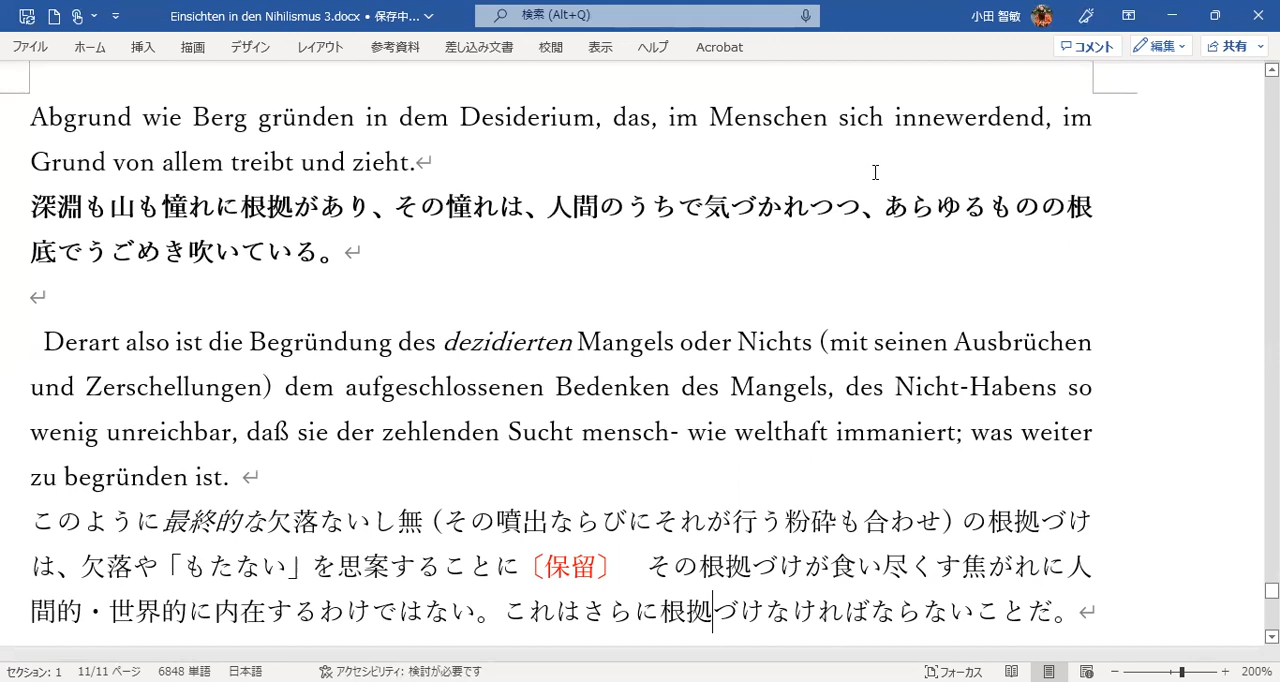 Einsichten in den Nihilismus 3.docx • 保存中...
検索 (Alt+Q)
小田 智敏
ファイル ホーム 挿入 描画 デザイン レイアウト 参考資料 差し込み文書 校閲 表示 ヘルプ Acrobat
コメント 編集 共有
Abgrund wie Berg gründen in dem Desiderium, das, im Menschen sich innewerdend, im
Grund von allem treibt und zieht.↵
深淵も山も憧れに根拠があり、その憧れは、人間のうちで気づかれつつ、あらゆるものの根
底でうごめき吹いている。↵
↵
Derart also ist die Begründung des dezidierten Mangels oder Nichts (mit seinen Ausbrüchen
und Zerschellungen) dem aufgeschlossenen Bedenken des Mangels, des Nicht-Habens so
wenig unreichbar, daß sie der zehlenden Sucht mensch- wie welthaft immaniert; was weiter
zu begründen ist. ↵
このように最終的な欠落ないし無（その噴出ならびにそれが行う粉砕も合わせ）の根拠づけ
は、欠落や「もたない」を思案することに〔保留〕　その根拠づけが食い尽くす焦がれに人
間的・世界的に内在するわけではない。これはさらに根拠づけなければならないことだ。↵
セクション: 1 11/11 ページ 6848 単語 日本語 アクセシビリティ: 検討が必要です フォーカス 200%